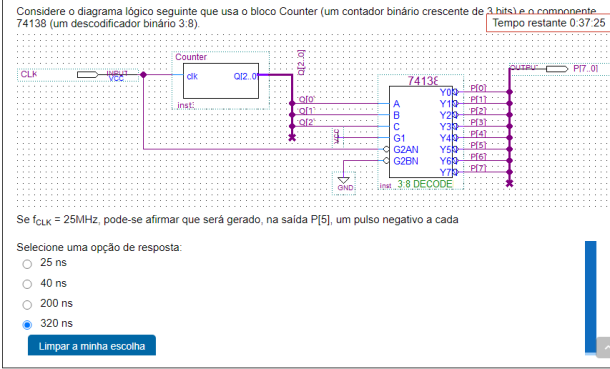 Considere o diagrama lógico seguinte que usa o bloco Counter (um contador binário crescente de 3 bits) e o componente
74138 (um descodificador binário 3:8).
Tempo restante 0:37:25
Counter
CLK
INPUT
VCC
clk
Q[2..0]
inst
Q[2..0]
Q[0]
Q[1]
Q[2]
VCC
GND
74138
A
B
C
G1
G2AN
G2BN
Y0N
Y1N
Y2N
Y3N
Y4N
Y5N
Y6N
Y7N
inst
3:8 DECODE
P[0]
P[1]
P[2]
P[3]
P[4]
P[5]
P[6]
P[7]
OUTPUT
P[7..0]
Se fCLK = 25MHz, pode-se afirmar que será gerado, na saída P[5], um pulso negativo a cada
Selecione uma opção de resposta:
25 ns
40 ns
200 ns
320 ns
Limpar a minha escolha